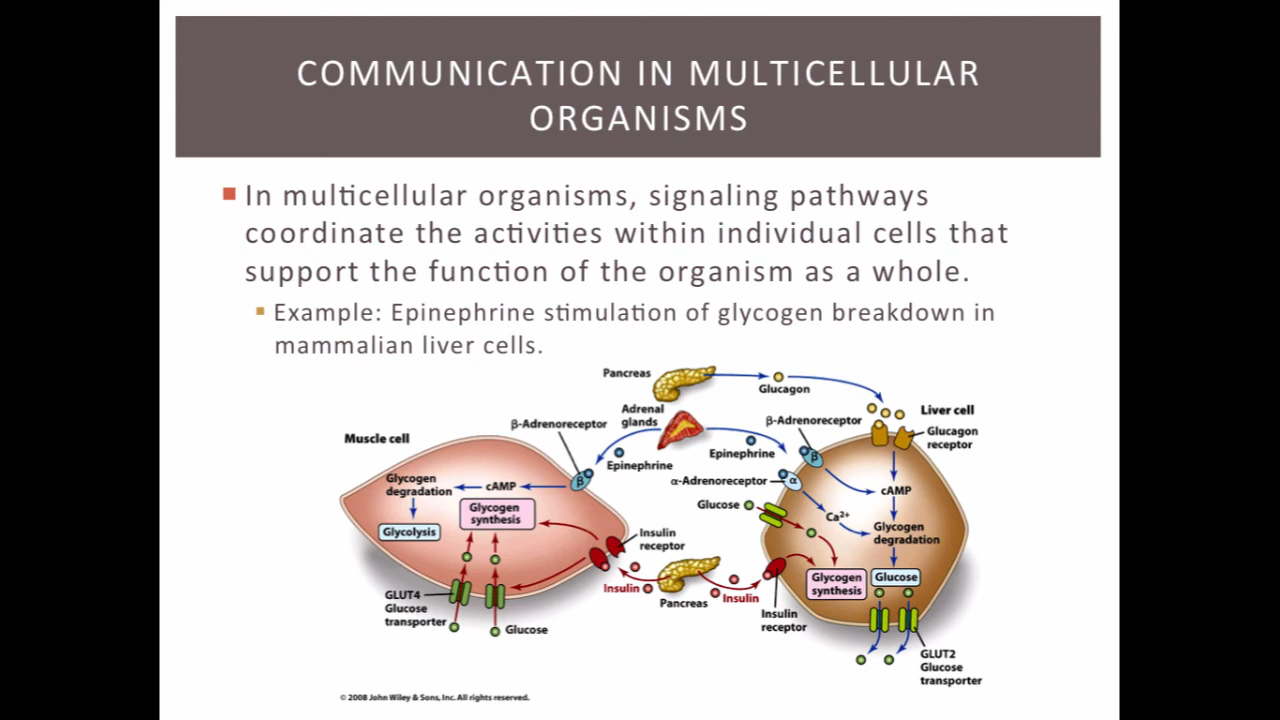 COMMUNICATION IN MULTICELLULAR
ORGANISMS
In multicellular organisms, signaling pathways
coordinate the activities within individual cells that
support the function of the organism as a whole.
Example: Epinephrine stimulation of glycogen breakdown in
mammalian liver cells.
Pancreas
Glucagon
Adrenal
glands
Liver cell
β-Adrenoreceptor
β-Adrenoreceptor
Glucagon
receptor
Muscle cell
Epinephrine
Epinephrine
β
β
α-Adrenoreceptor
α
Glycogen
degradation
cAMP
cAMP
Glucose
Glycogen
synthesis
Ca²⁺
Glycogen
degradation
Glycolysis
Insulin
receptor
Glycogen
synthesis
Glucose
Insulin
Pancreas
Insulin
GLUT4
Glucose
transporter
Glucose
Insulin
receptor
GLUT2
Glucose
transporter
© 2008 John Wiley & Sons, Inc. All rights reserved.